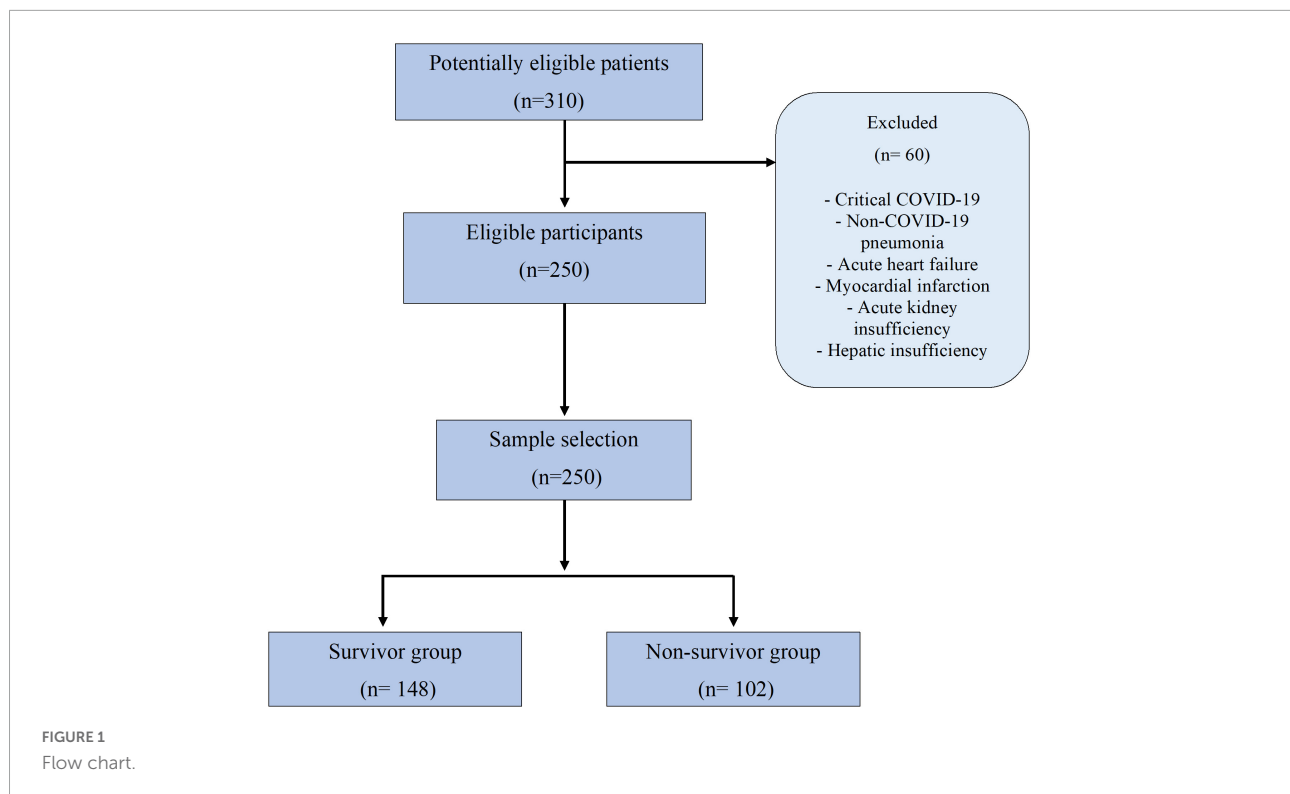 Potentially eligible patients
(n=310)
Excluded
(n= 60)
- Critical COVID-19
- Non-COVID-19
pneumonia
- Acute heart failure
- Myocardial infarction
- Acute kidney
insufficiency
- Hepatic insufficiency
Eligible participants
(n=250)
Sample selection
(n=250)
Survivor group
(n= 148)
Non-survivor group
(n= 102)
FIGURE 1
Flow chart.